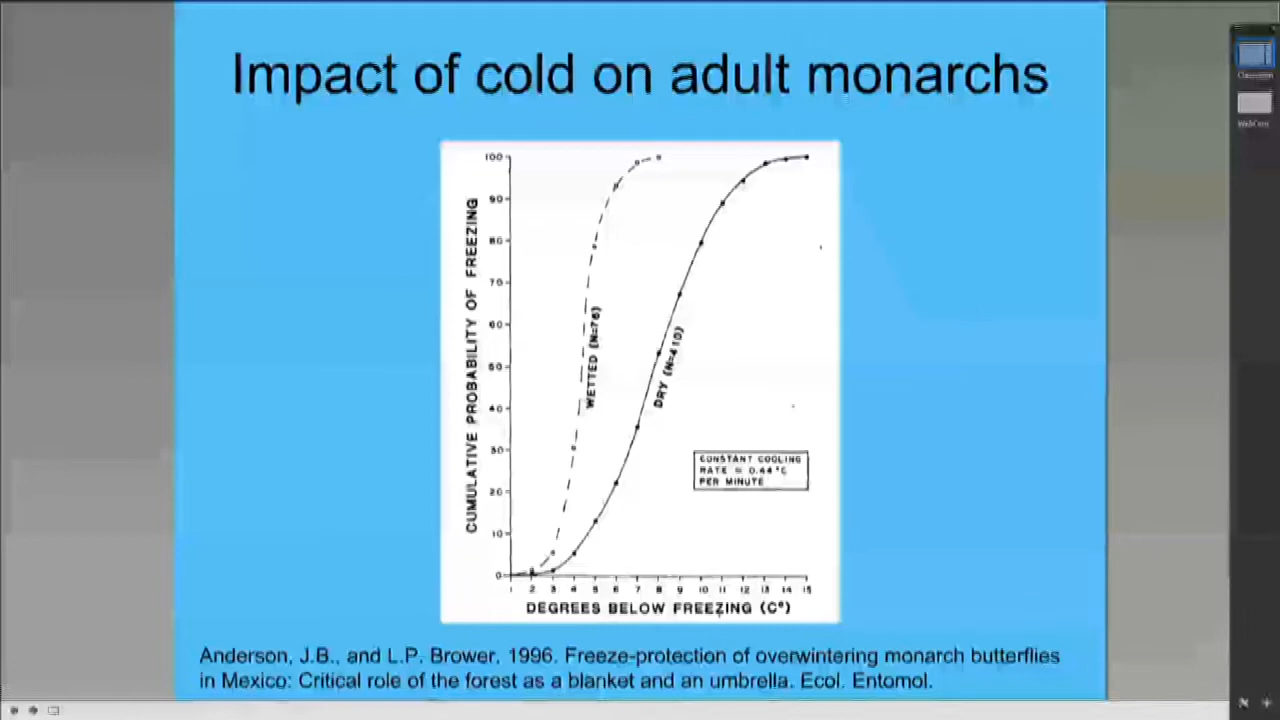 Impact of cold on adult monarchs
CUMULATIVE PROBABILITY OF FREEZING
100
90
80
70
60
50
40
30
20
10
0
WETTED (N=76)
DRY (N=410)
CONSTANT COOLING
RATE = 0.44°C
PER MINUTE
1 2 3 4 5 6 7 8 9 10 11 12 13 14 15
DEGREES BELOW FREEZING (C°)
Anderson, J.B., and L.P. Brower. 1996. Freeze-protection of overwintering monarch butterflies
in Mexico: Critical role of the forest as a blanket and an umbrella. Ecol. Entomol.
Classroom
WebCam